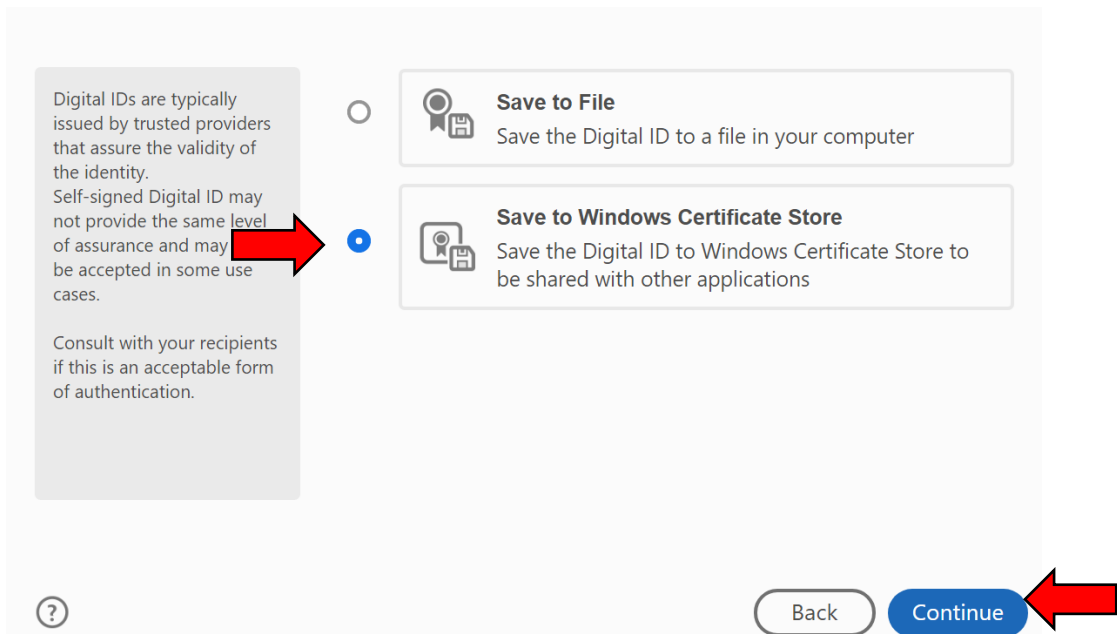 Digital IDs are typically
issued by trusted providers
that assure the validity of
the identity.
Self-signed Digital ID may
not provide the same level
of assurance and may
be accepted in some use
cases.
Consult with your recipients
if this is an acceptable form
of authentication.
Save to File
Save the Digital ID to a file in your computer
Save to Windows Certificate Store
Save the Digital ID to Windows Certificate Store to
be shared with other applications
?
Back
Continue